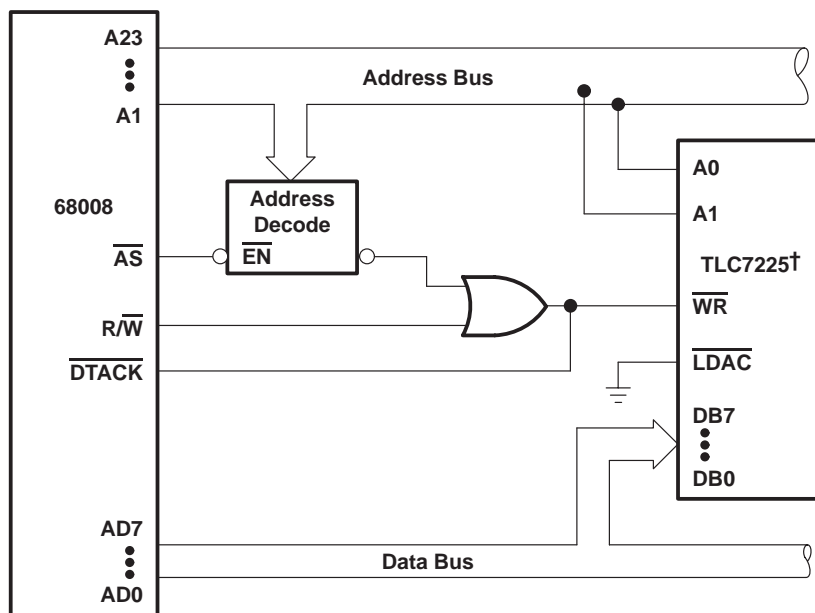 A23
A1
68008
AS
R/W
DTACK
AD7
AD0
Address Bus
Address
Decode
EN
Data Bus
A0
A1
TLC7225†
WR
LDAC
DB7
DB0